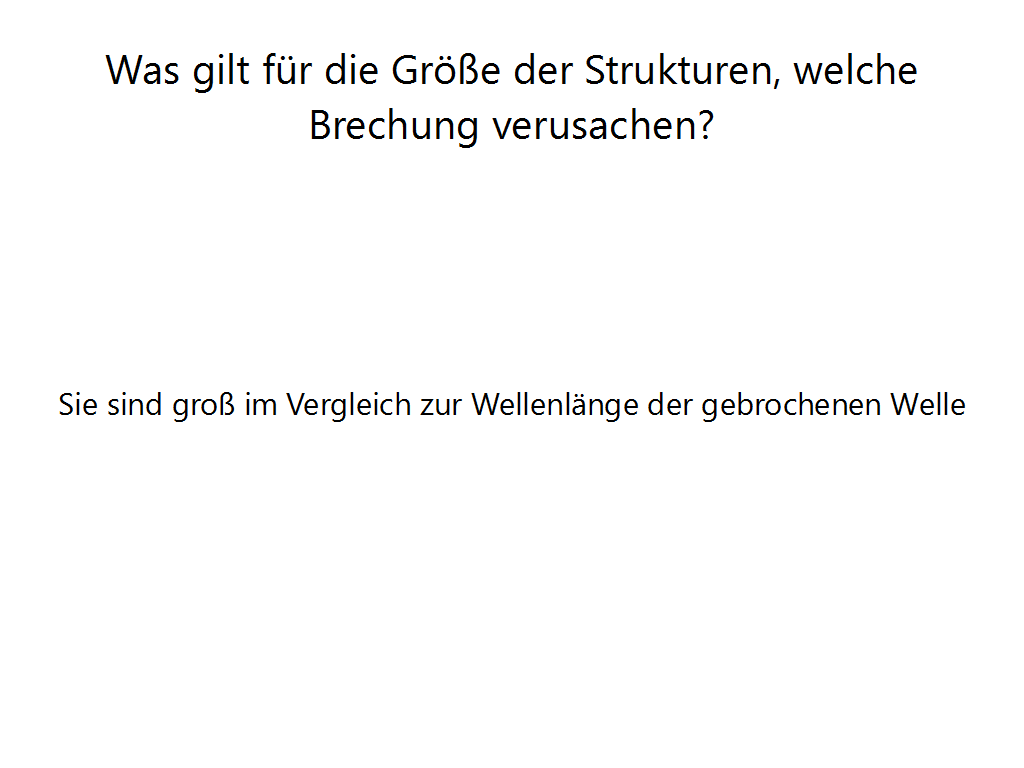 Was gilt für die Größe der Strukturen, welche
Brechung verusachen?
Sie sind groß im Vergleich zur Wellenlänge der gebrochenen Welle